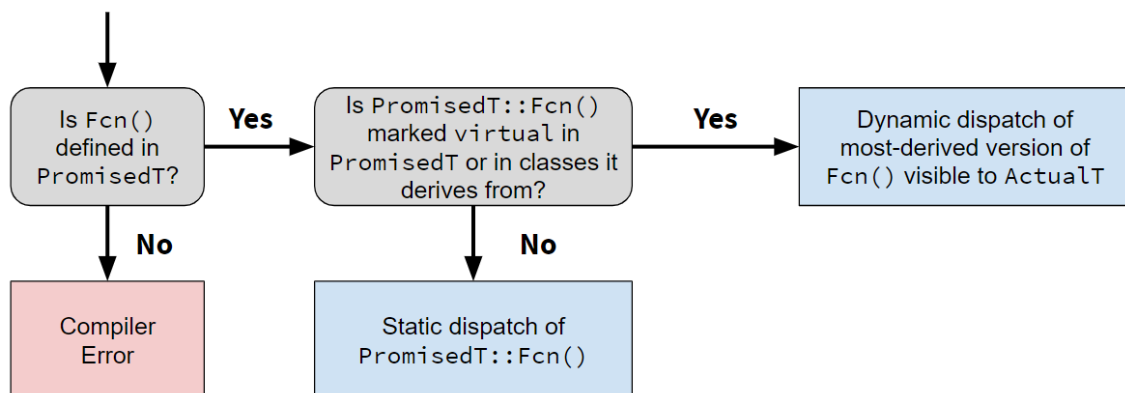 Is Fcn()
defined in
PromisedT?
Yes
Is PromisedT::Fcn()
marked virtual in
PromisedT or in classes it
derives from?
Yes
Dynamic dispatch of
most-derived version of
Fcn() visible to ActualT
No
No
Compiler
Error
Static dispatch of
PromisedT::Fcn()